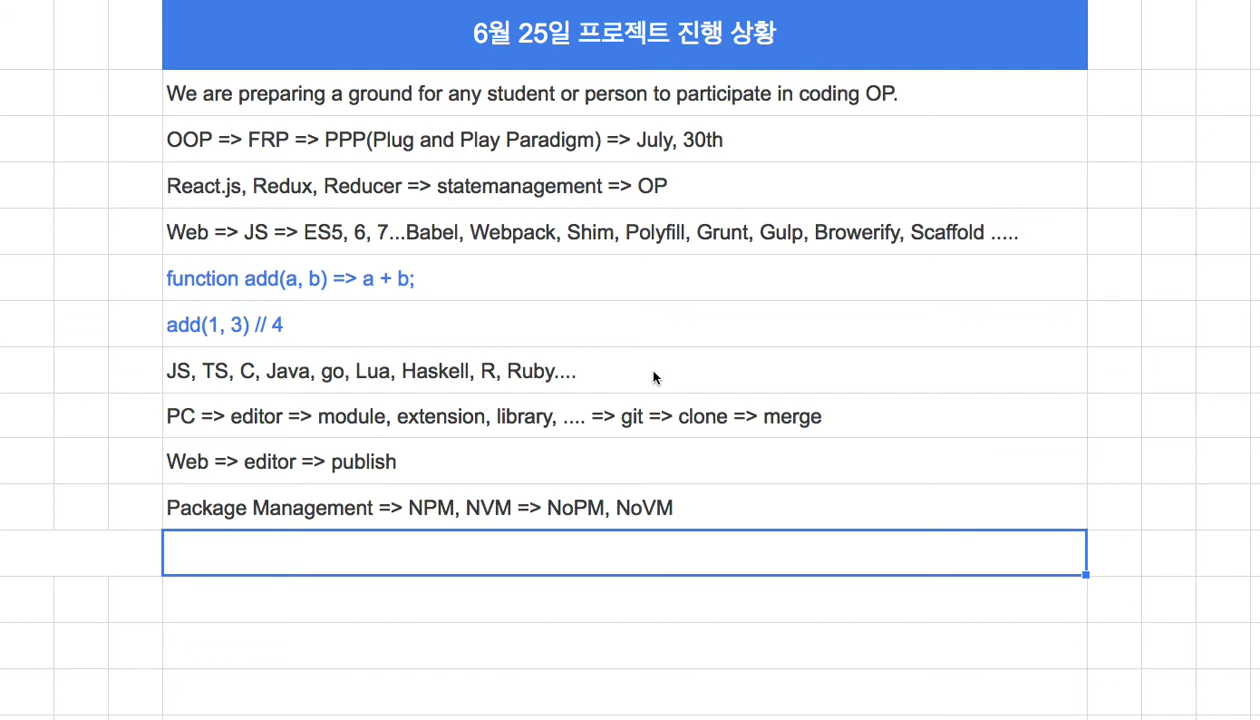 6월 25일 프로젝트 진행 상황
We are preparing a ground for any student or person to participate in coding OP.
OOP => FRP => PPP(Plug and Play Paradigm) => July, 30th
React.js, Redux, Reducer => statemanagement => OP
Web => JS => ES5, 6, 7...Babel, Webpack, Shim, Polyfill, Grunt, Gulp, Browerify, Scaffold .....
function add(a, b) => a + b;
add(1, 3) // 4
JS, TS, C, Java, go, Lua, Haskell, R, Ruby....
PC => editor => module, extension, library, .... => git => clone => merge
Web => editor => publish
Package Management => NPM, NVM => NoPM, NoVM